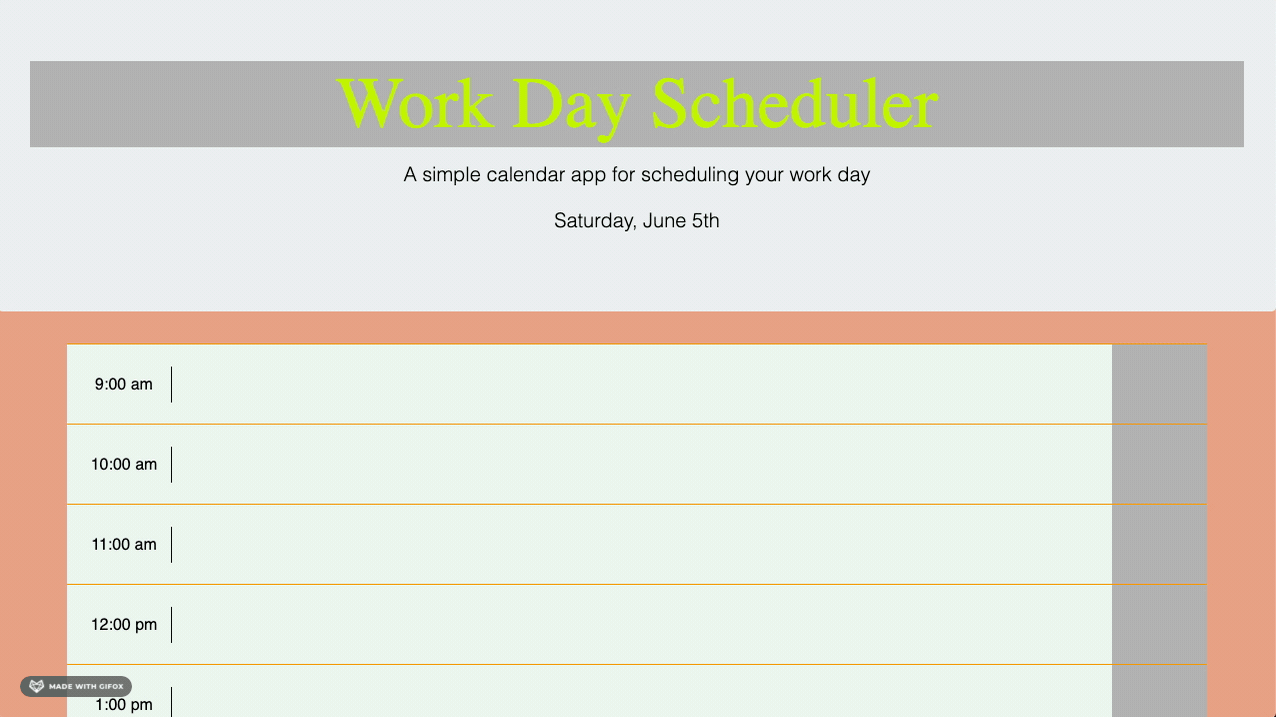 Work Day Scheduler
A simple calendar app for scheduling your work day
Saturday, June 5th
9:00 am
10:00 am
11:00 am
12:00 pm
MADE WITH GIFOX
1:00 pm